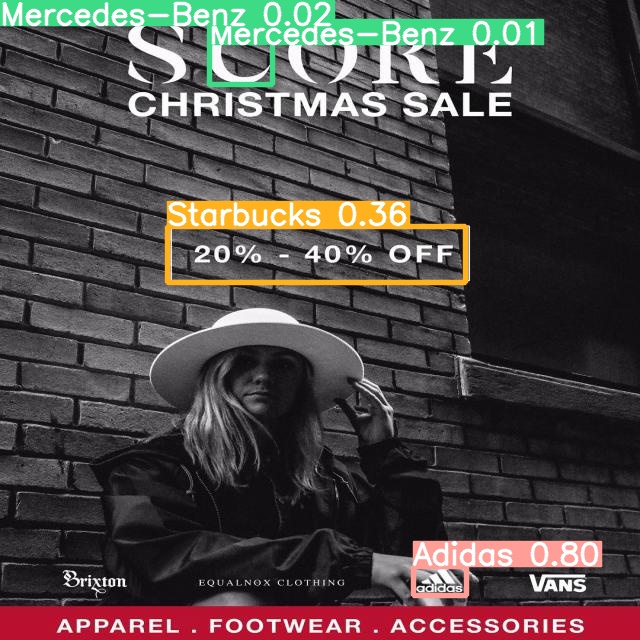 Mercedes-Benz 0.02
Mercedes-Benz 0.01
SCORE
CHRISTMAS SALE
Starbucks 0.36
20% - 40% OFF
Adidas 0.80
Brixton
EQUALNOX CLOTHING
adidas
VANS
APPAREL . FOOTWEAR . ACCESSORIES